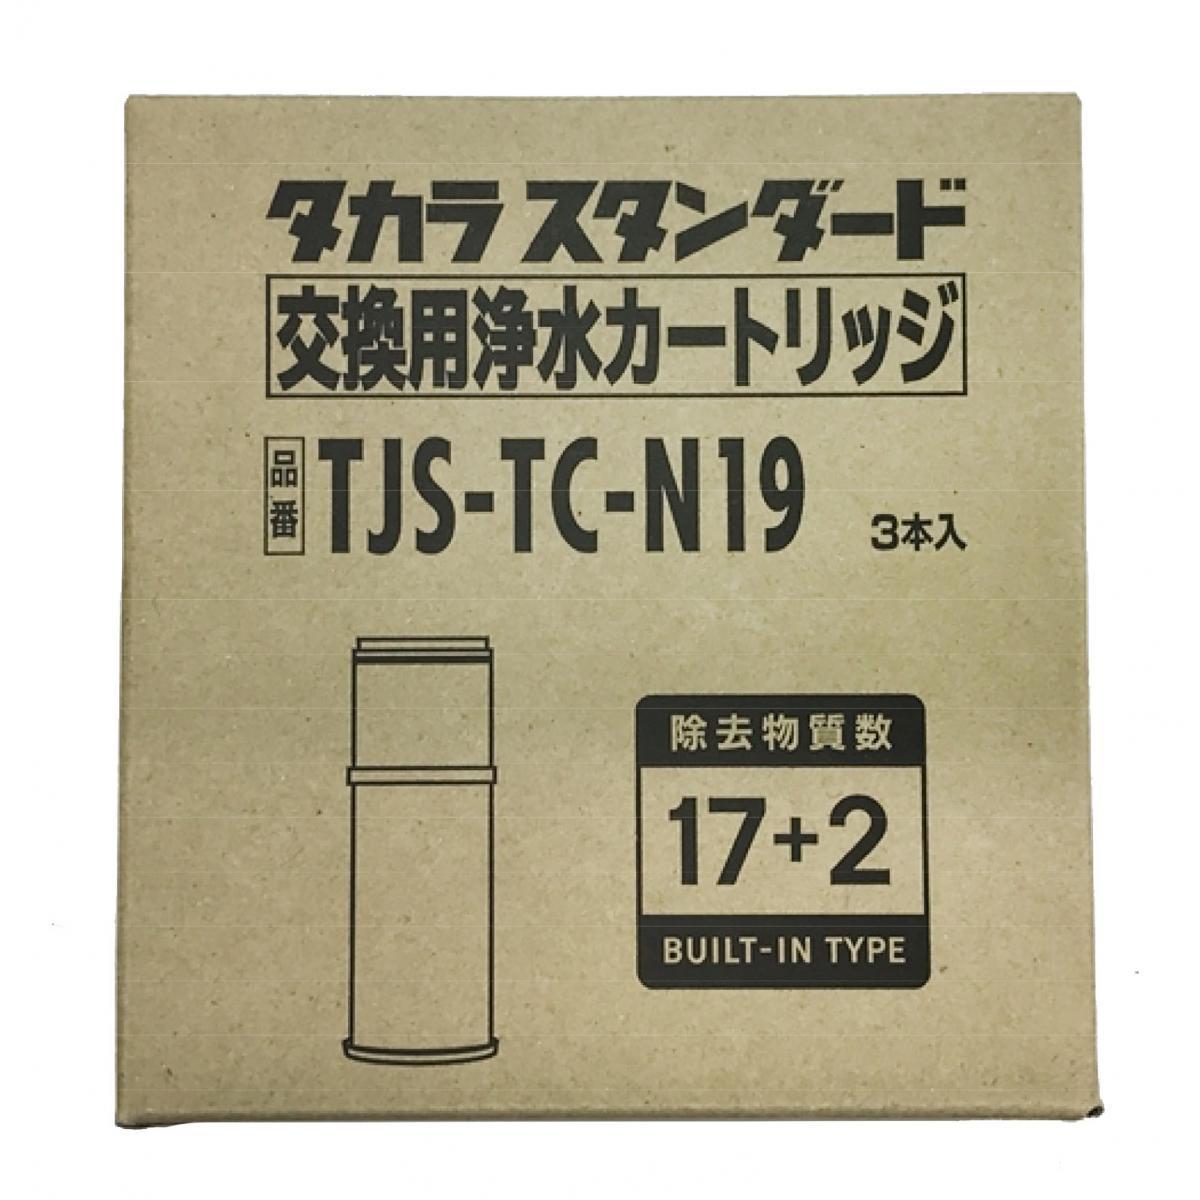 タカラスタンダード
交換用浄水カートリッジ
品番 TJS-TC-N19 3本入
除去物質数
17+2
BUILT-IN TYPE